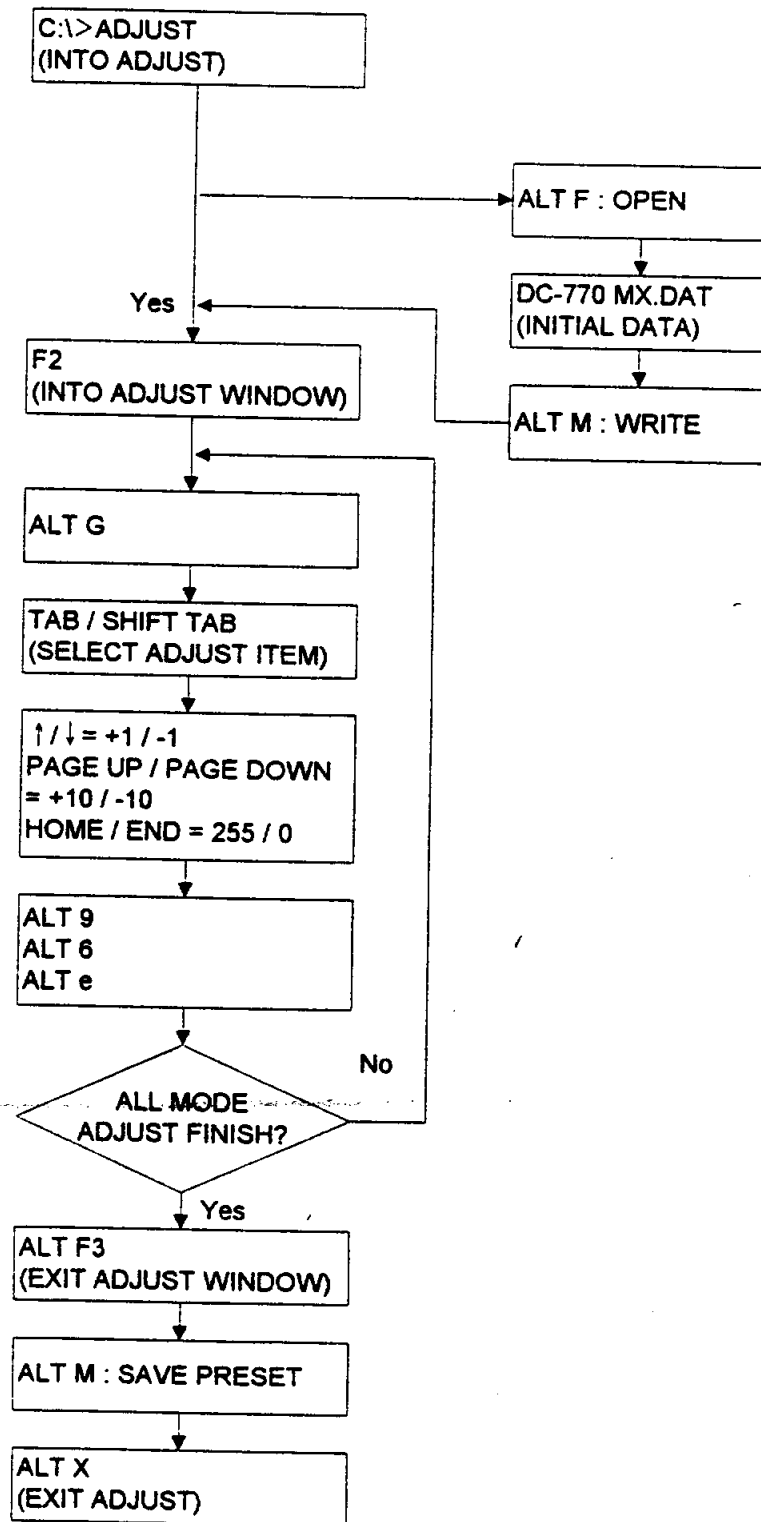 C:\>ADJUST
(INTO ADJUST)
ALT F : OPEN
DC-770 MX.DAT
(INITIAL DATA)
ALT M : WRITE
Yes
F2
(INTO ADJUST WINDOW)
ALT G
TAB / SHIFT TAB
(SELECT ADJUST ITEM)
↑ / ↓ = +1 / -1
PAGE UP / PAGE DOWN
= +10 / -10
HOME / END = 255 / 0
ALT 9
ALT 6
ALT e
No
ALL MODE
ADJUST FINISH?
Yes
ALT F3
(EXIT ADJUST WINDOW)
ALT M : SAVE PRESET
ALT X
(EXIT ADJUST)